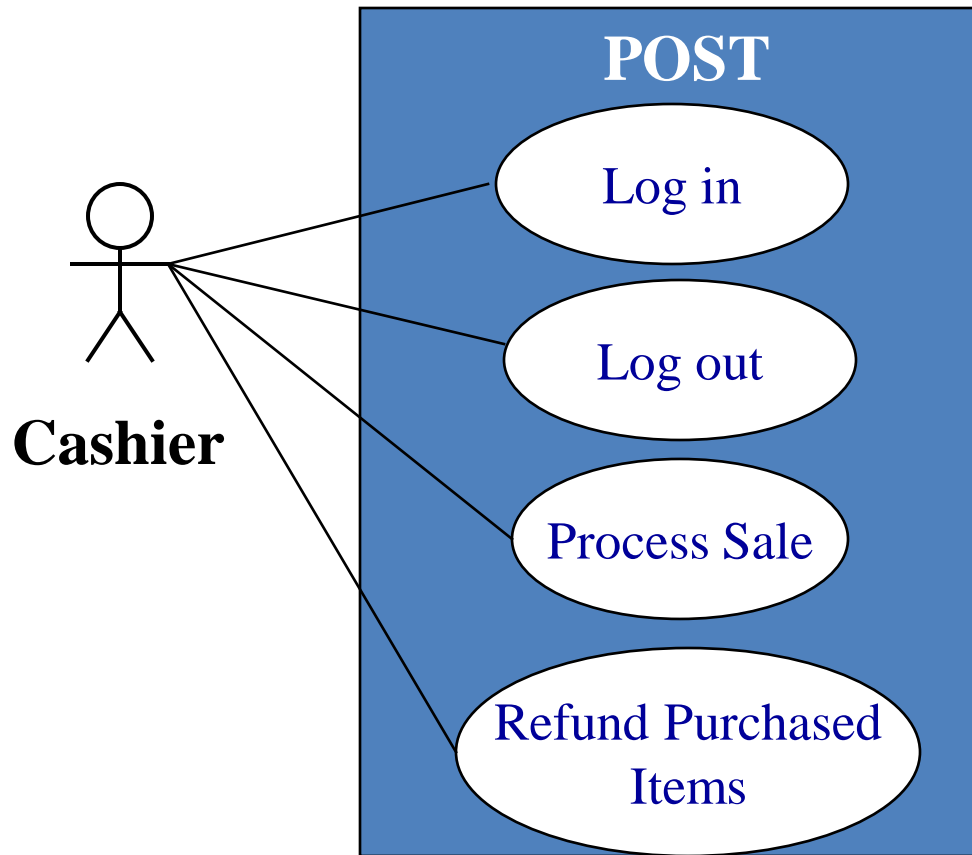 POST
Log in
Log out
Cashier
Process Sale
Refund Purchased
Items